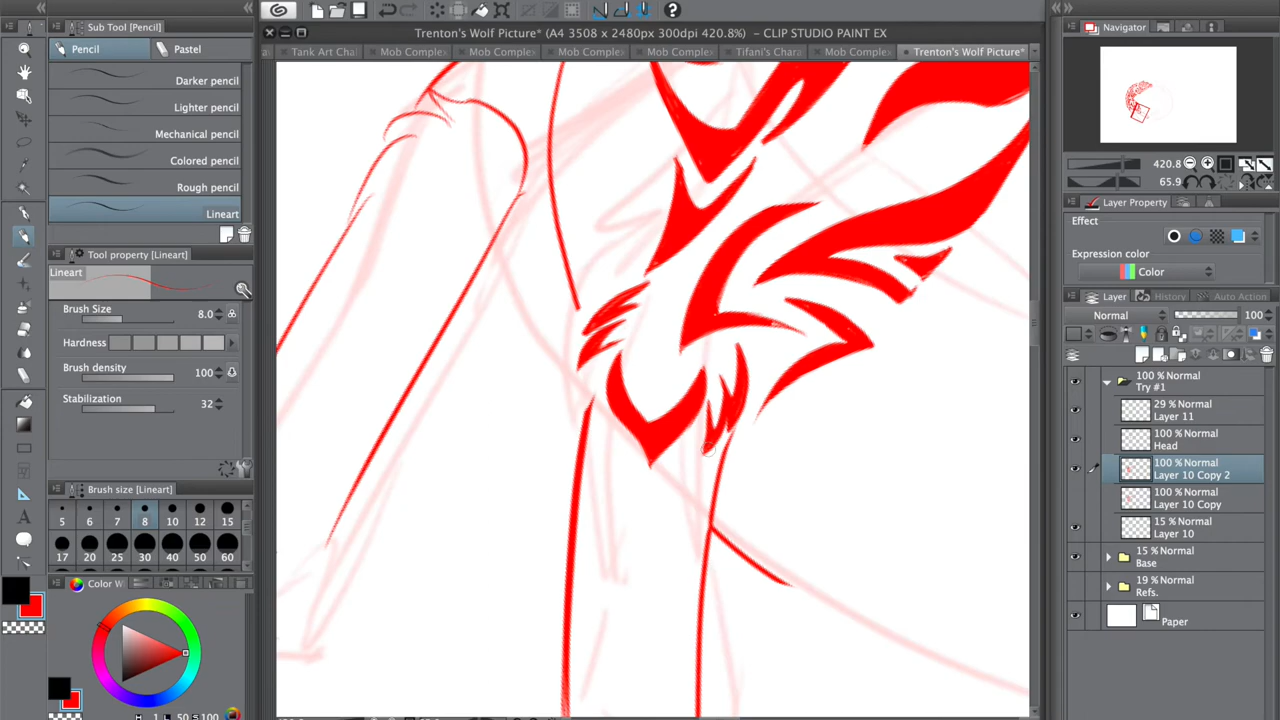 Sub Tool [Pencil]
Pencil
Pastel
Darker pencil
Lighter pencil
Mechanical pencil
Colored pencil
Rough pencil
Lineart
Tool property [Lineart]
Lineart
Brush Size 8.0
Hardness
Brush density 100
Stabilization 32
Brush size [Lineart]
5 6 7 8 10 12 15
17 20 25 30 40 50 60
Color W
Trenton's Wolf Picture* (A4 3508 x 2480px 300dpi 420.8%) - CLIP STUDIO PAINT EX
Tank Art Chal
Mob Comple
Mob Comple
Mob Comple
Mob Comple
Tifani's Chara
Mob Comple
Trenton's Wolf Picture*
Navigator
420.8
65.9
Layer Property
Effect
Expression color
Color
Layer
History
Auto Action
Normal 100
100 % Normal
Try #1
29 % Normal
Layer 11
100 % Normal
Head
100 % Normal
Layer 10 Copy 2
100 % Normal
Layer 10 Copy
15 % Normal
Layer 10
15 % Normal
Base
19 % Normal
Refs.
Paper